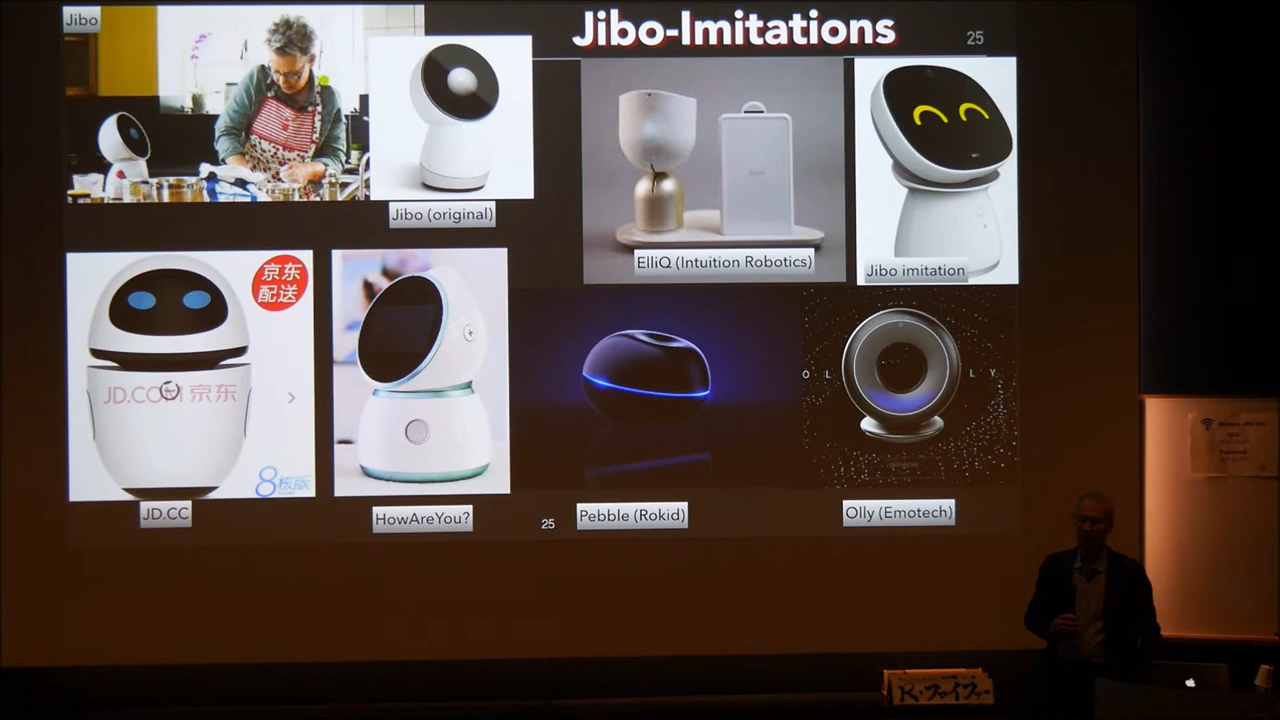 Jibo
Jibo-Imitations
25
Jibo (original)
ElliQ (Intuition Robotics)
Jibo imitation
京东
配送
JD.COM 京东
8核版
OLLY
JD.CC
HowAreYou?
25
Pebble (Rokid)
Olly (Emotech)
R・ファイファー